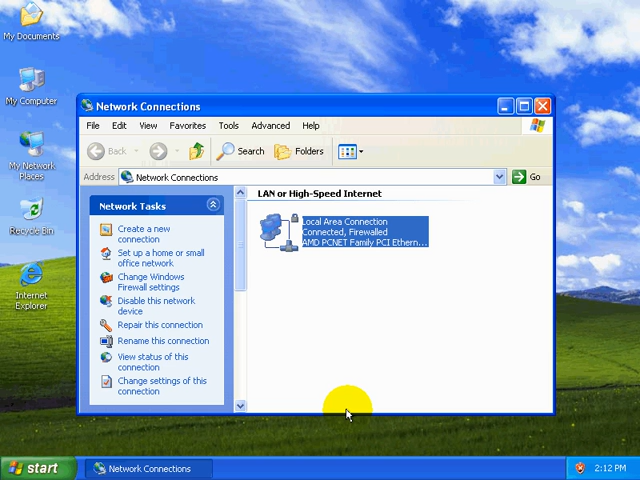 My Documents
My Computer
My Network
Places
Recycle Bin
Internet
Explorer
Network Connections
File Edit View Favorites Tools Advanced Help
Back Search Folders
Address Network Connections Go
Network Tasks
Create a new
connection
Set up a home or small
office network
Change Windows
Firewall settings
Disable this network
device
Repair this connection
Rename this connection
View status of this
connection
Change settings of this
connection
LAN or High-Speed Internet
Local Area Connection
Connected, Firewalled
AMD PCNET Family PCI Ethern...
start Network Connections 2:12 PM